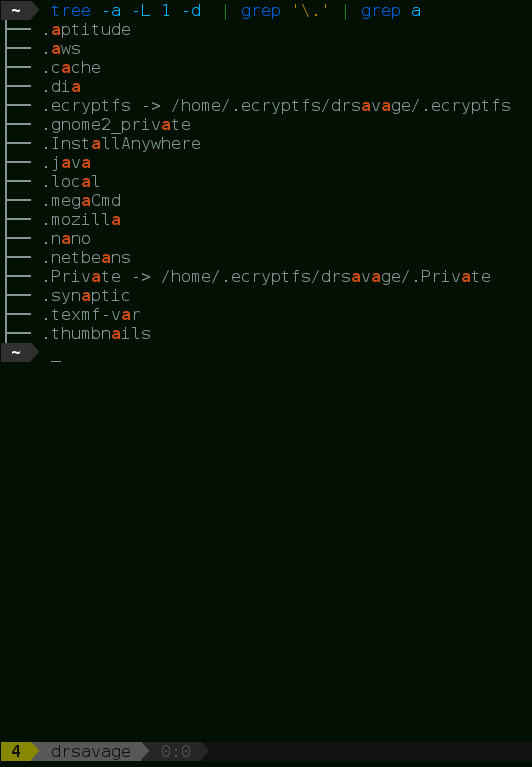 ~ tree -a -L 1 -d | grep '\.' | grep a
├── .aptitude
├── .aws
├── .cache
├── .dia
├── .ecryptfs -> /home/.ecryptfs/drsavage/.ecryptfs
├── .gnome2_private
├── .InstallAnywhere
├── .java
├── .local
├── .megaCmd
├── .mozilla
├── .nano
├── .netbeans
├── .Private -> /home/.ecryptfs/drsavage/.Private
├── .synaptic
├── .texmf-var
├── .thumbnails
~ _
4 drsavage 0:0